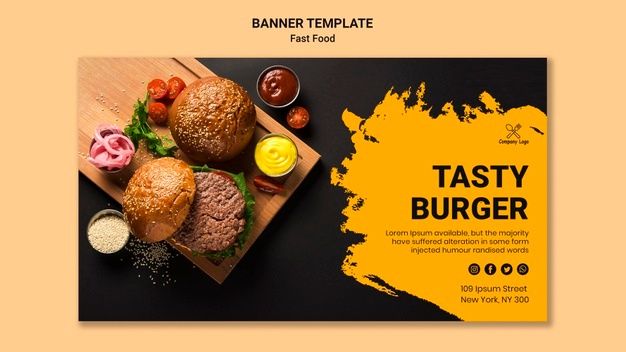 BANNER TEMPLATE
Fast Food
Company Logo
TASTY
BURGER
Lorem Ipsum available, but the majority
have suffered alteration in some form
injected humour randised words
109 Ipsum Street
New York, NY 300